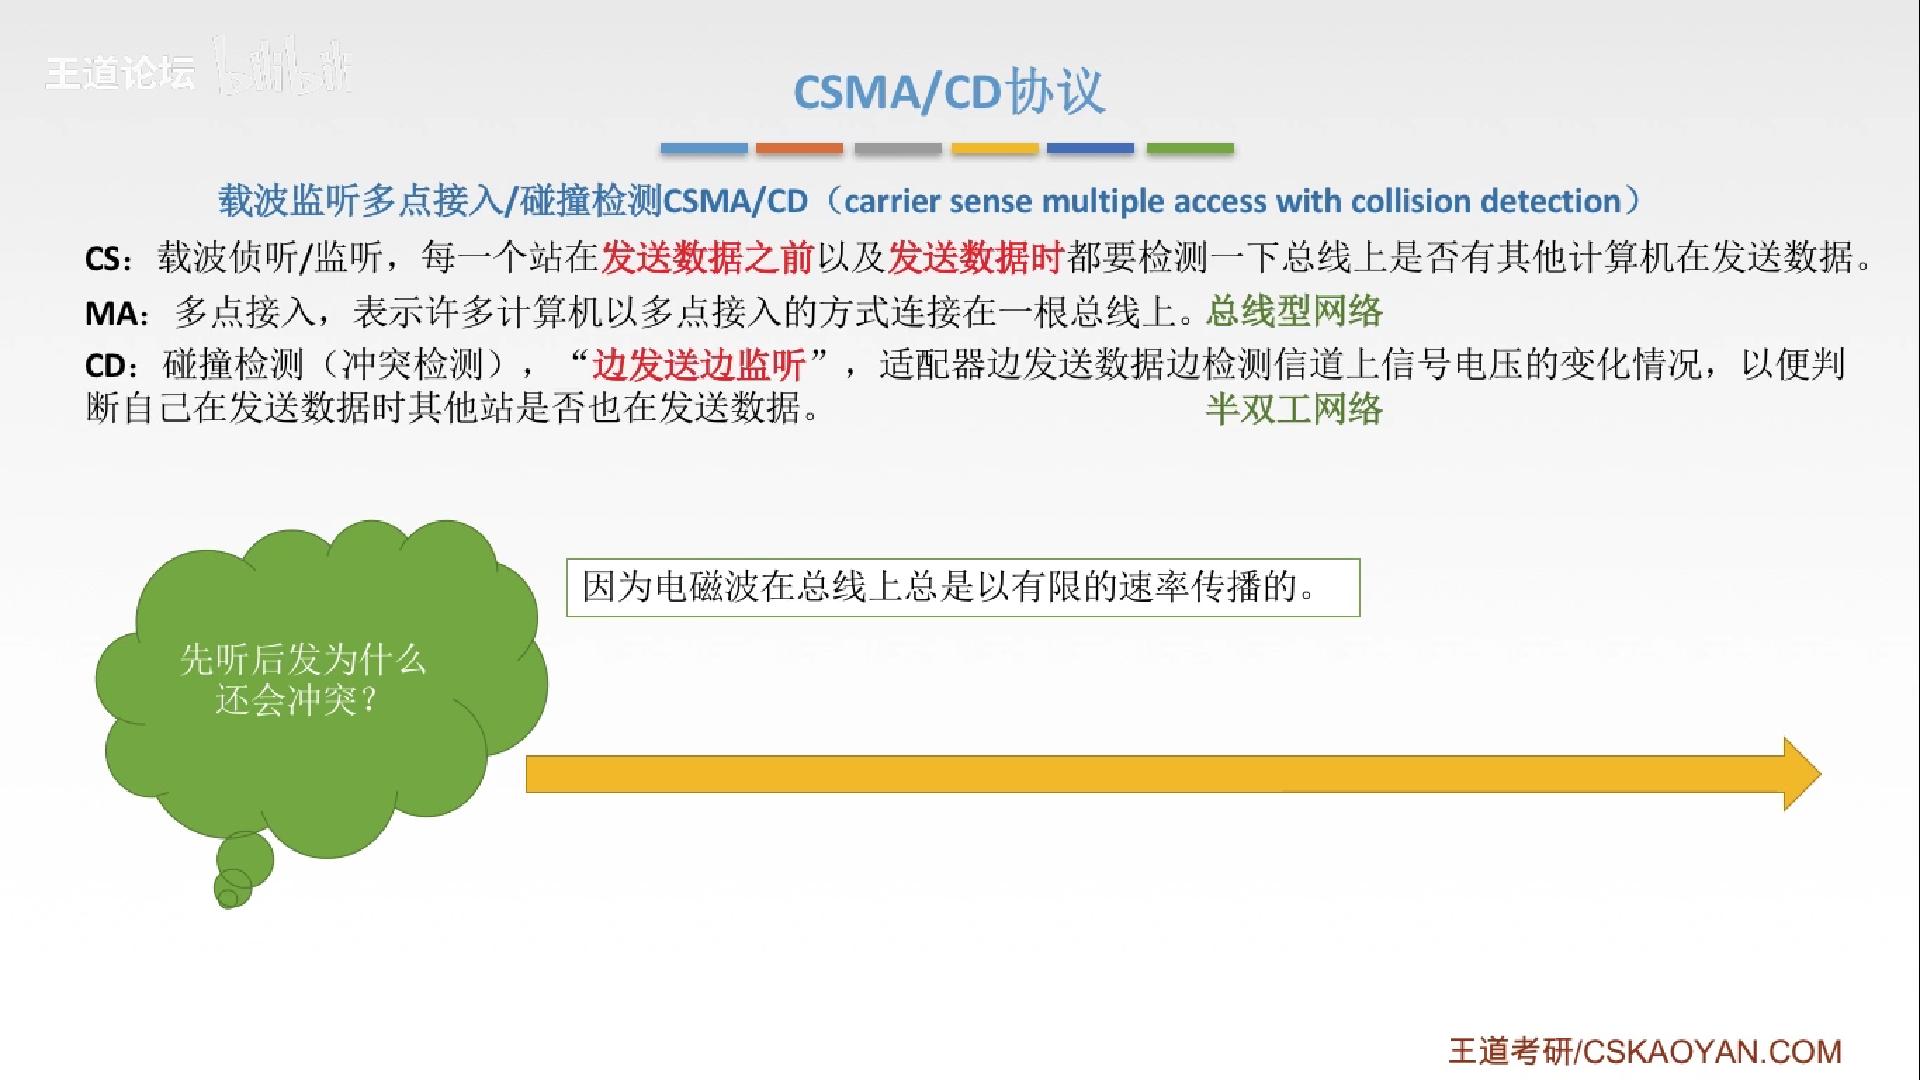 王道论坛 bilibili
CSMA/CD协议
载波监听多点接入/碰撞检测CSMA/CD（carrier sense multiple access with collision detection）
CS：载波侦听/监听，每一个站在发送数据之前以及发送数据时都要检测一下总线上是否有其他计算机在发送数据。
MA：多点接入，表示许多计算机以多点接入的方式连接在一根总线上。总线型网络
CD：碰撞检测（冲突检测），“边发送边监听”，适配器边发送数据边检测信道上信号电压的变化情况，以便判
断自己在发送数据时其他站是否也在发送数据。 半双工网络
因为电磁波在总线上总是以有限的速率传播的。
先听后发为什么
还会冲突？
王道考研/CSKAOYAN.COM